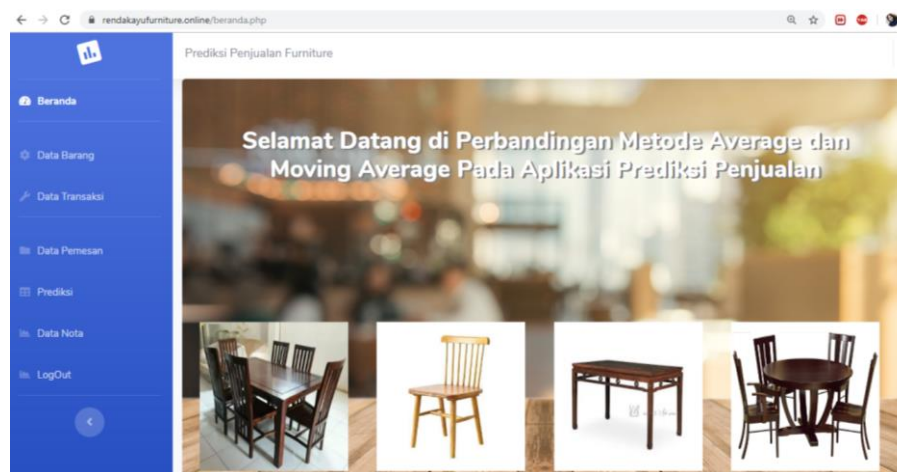 rendakayufurniture.online/beranda.php
Prediksi Penjualan Furniture
Beranda
Data Barang
Data Transaksi
Data Pemesan
Prediksi
Data Nota
LogOut
Selamat Datang di Perbandingan Metode Average dan
Moving Average Pada Aplikasi Prediksi Penjualan